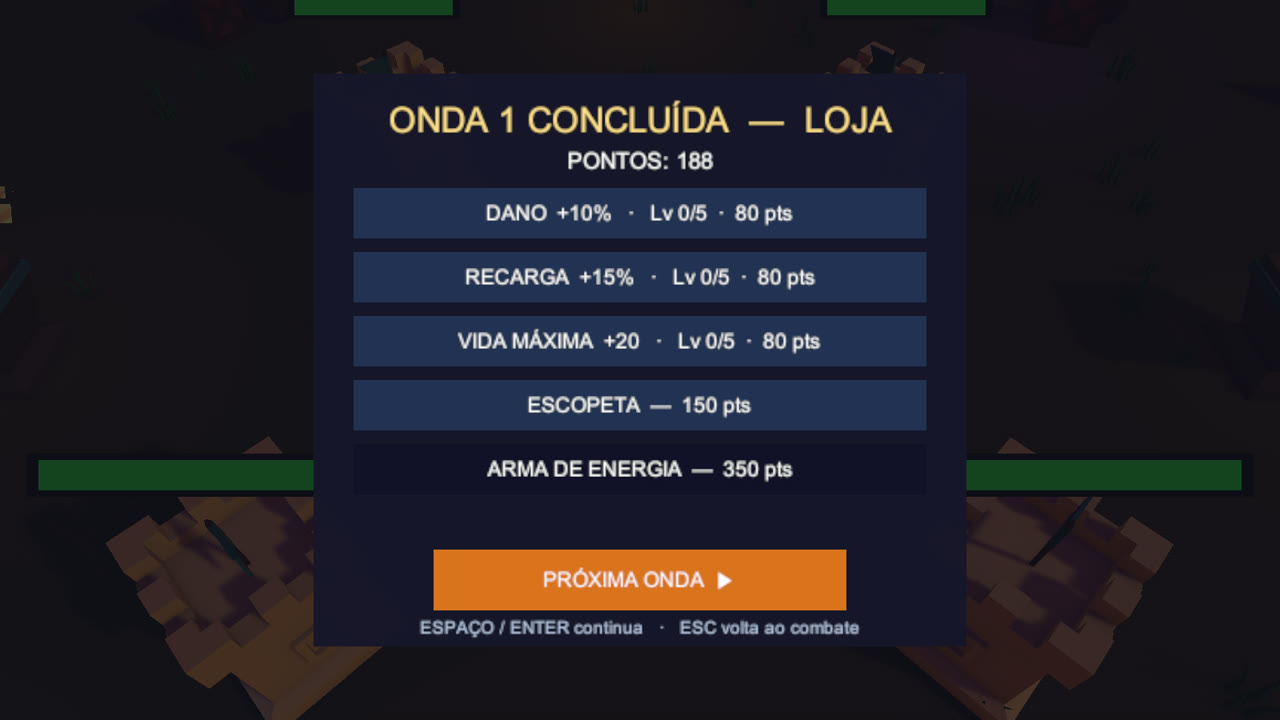 ONDA 1 CONCLUÍDA — LOJA
PONTOS: 188
DANO +10% · Lv 0/5 · 80 pts
RECARGA +15% · Lv 0/5 · 80 pts
VIDA MÁXIMA +20 · Lv 0/5 · 80 pts
ESCOPETA — 150 pts
ARMA DE ENERGIA — 350 pts
PRÓXIMA ONDA ▶
ESPAÇO / ENTER continua · ESC volta ao combate